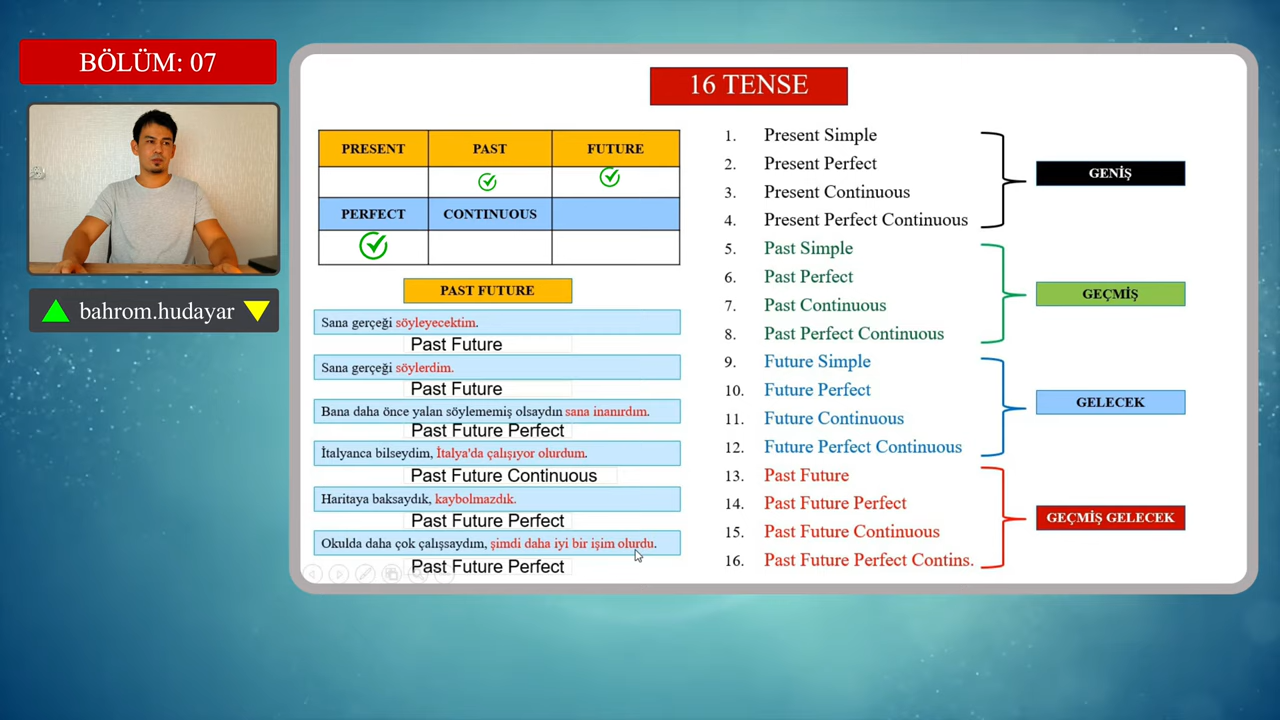 BÖLÜM: 07
bahrom.hudayar
16 TENSE
PRESENT PAST FUTURE
PERFECT CONTINUOUS
PAST FUTURE
Sana gerçeği söyleyecektim.
Past Future
Sana gerçeği söylerdim.
Past Future
Bana daha önce yalan söylememiş olsaydın sana inanırdım.
Past Future Perfect
İtalyanca bilseydim, İtalya'da çalışıyor olurdum.
Past Future Continuous
Haritaya baksaydık, kaybolmazdık.
Past Future Perfect
Okulda daha çok çalışsaydım, şimdi daha iyi bir işim olurdu.
Past Future Perfect
1. Present Simple
2. Present Perfect
3. Present Continuous
4. Present Perfect Continuous
GENİŞ
5. Past Simple
6. Past Perfect
7. Past Continuous
8. Past Perfect Continuous
GEÇMİŞ
9. Future Simple
10. Future Perfect
11. Future Continuous
12. Future Perfect Continuous
GELECEK
13. Past Future
14. Past Future Perfect
15. Past Future Continuous
16. Past Future Perfect Contins.
GEÇMİŞ GELECEK